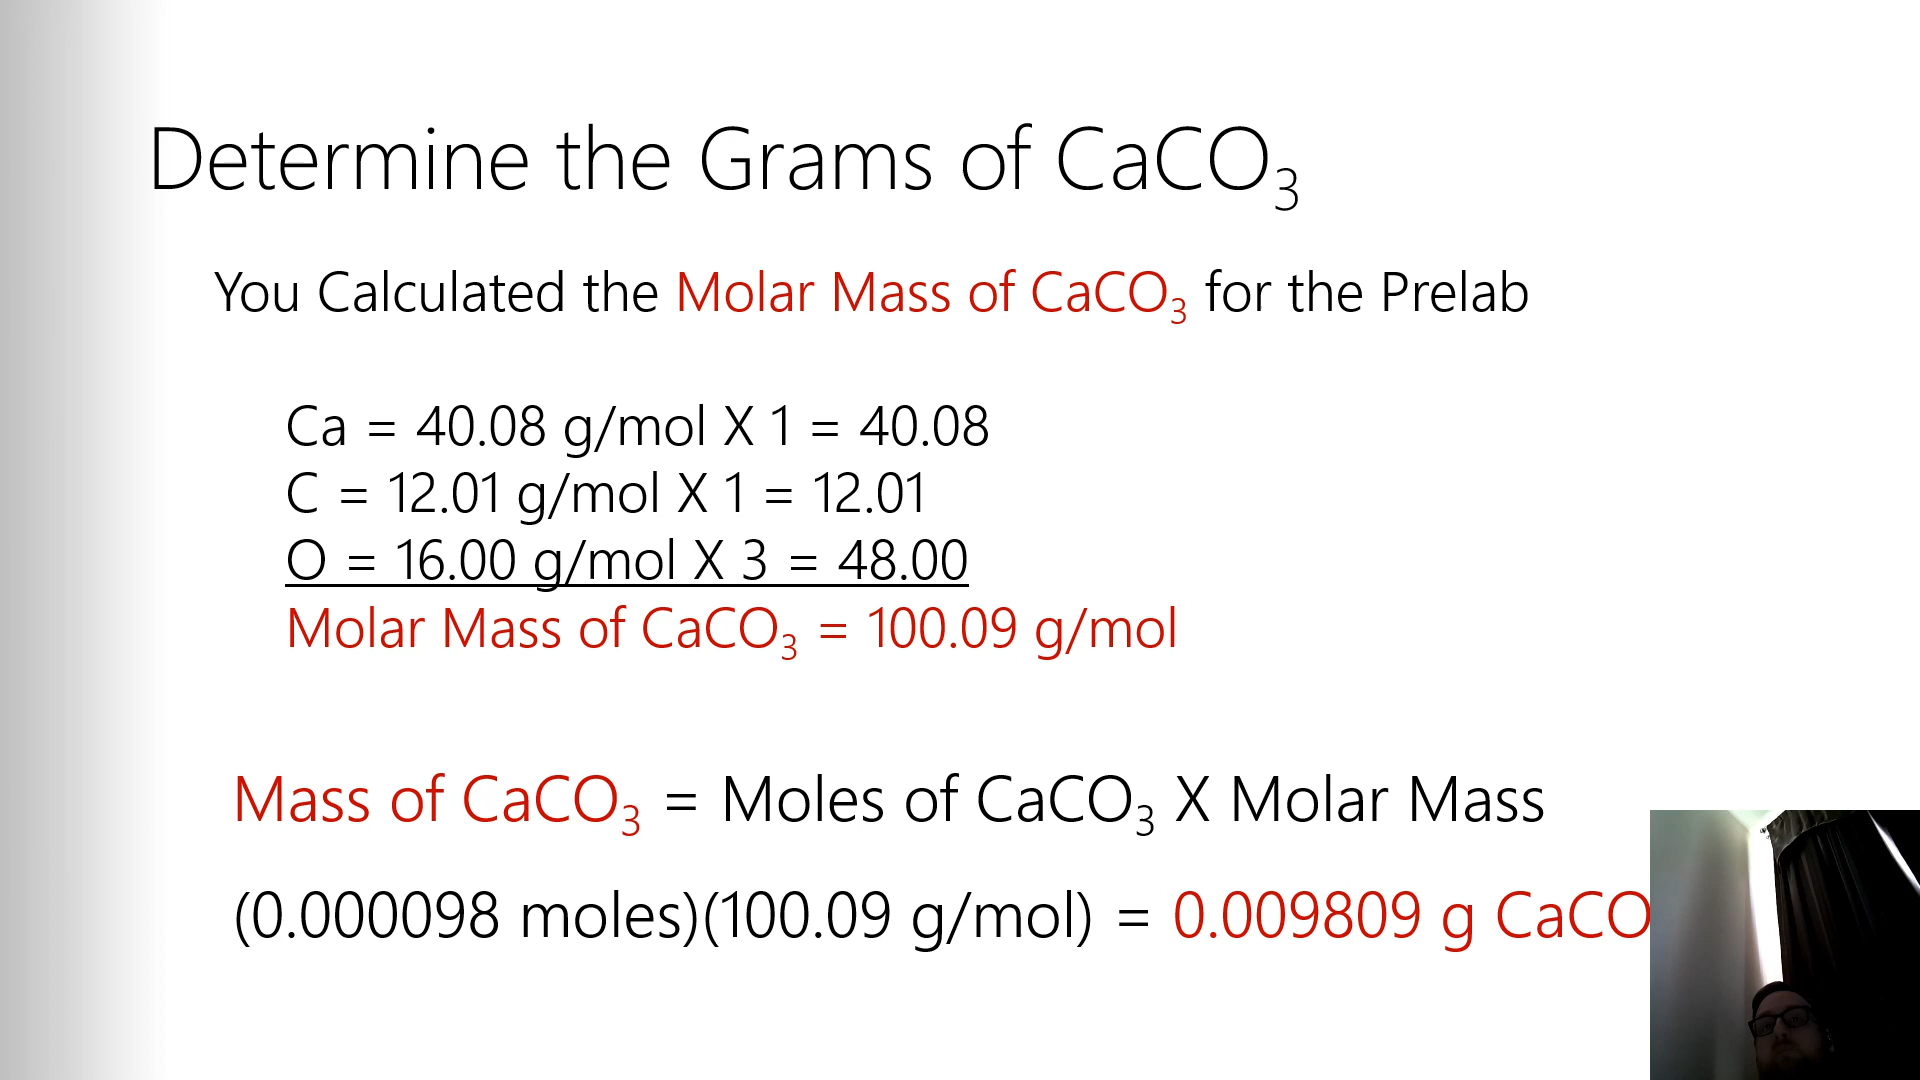 Determine the Grams of CaCO₃
You Calculated the Molar Mass of CaCO₃ for the Prelab
Ca = 40.08 g/mol X 1 = 40.08
C = 12.01 g/mol X 1 = 12.01
O = 16.00 g/mol X 3 = 48.00
Molar Mass of CaCO₃ = 100.09 g/mol
Mass of CaCO₃ = Moles of CaCO₃ X Molar Mass
(0.000098 moles)(100.09 g/mol) = 0.009809 g CaCO